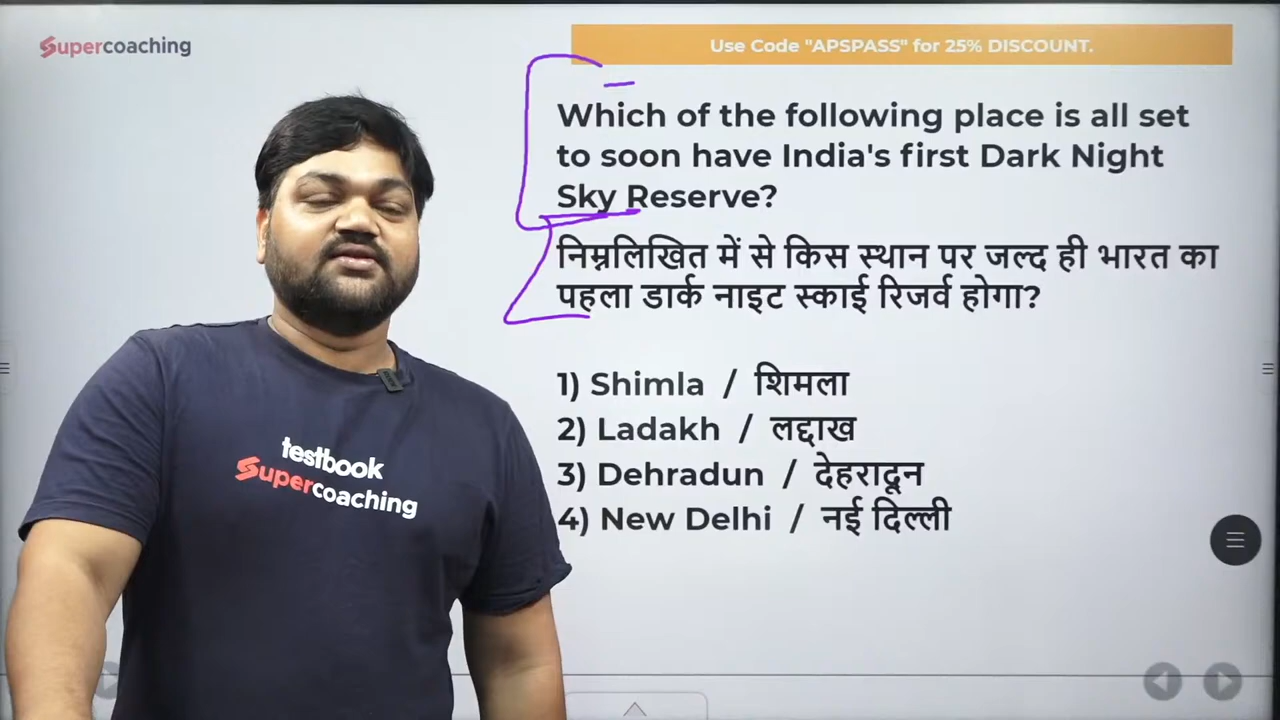 Supercoaching
Use Code "APSPASS" for 25% DISCOUNT.
Which of the following place is all set
to soon have India's first Dark Night
Sky Reserve?
निम्नलिखित में से किस स्थान पर जल्द ही भारत का
पहला डार्क नाइट स्काई रिजर्व होगा?
1) Shimla / शिमला
2) Ladakh / लद्दाख
3) Dehradun / देहरादून
4) New Delhi / नई दिल्ली
testbook
Supercoaching